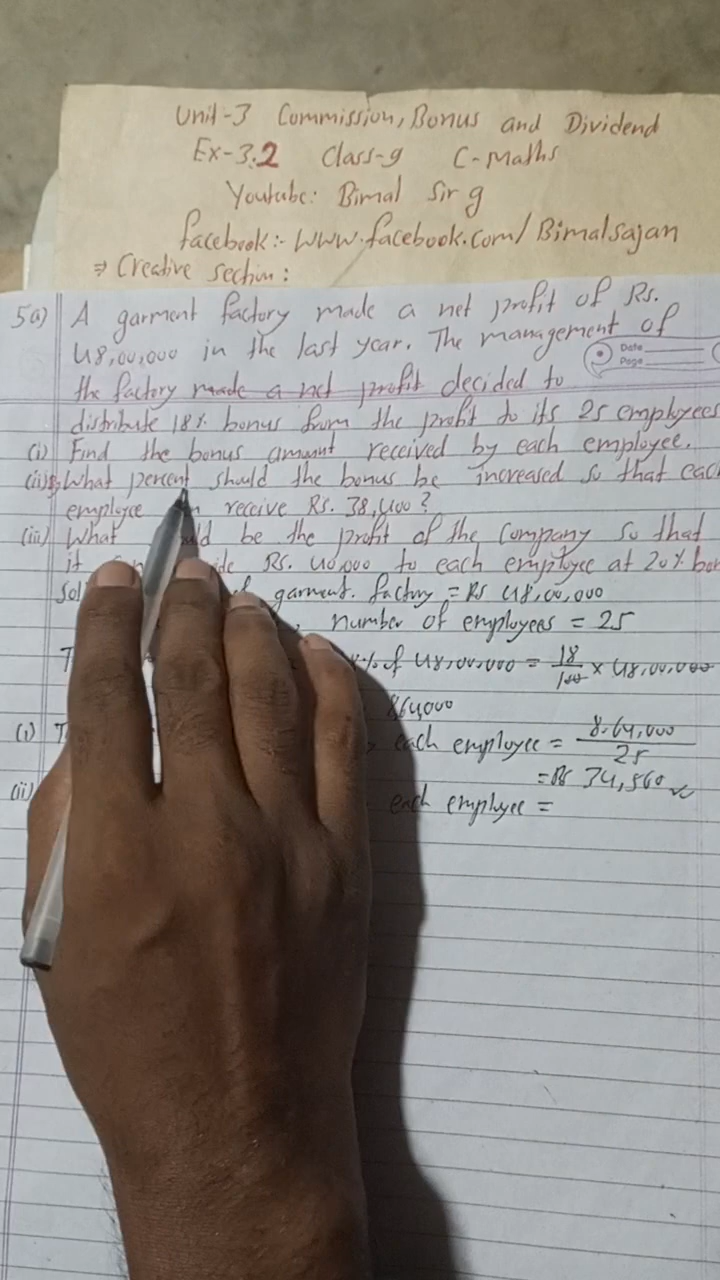 Unit-3 Commission, Bonus and Dividend
Ex-3.2 Class-9 C-Maths
Youtube: Bimal Sir g
facebook:- www.facebook.com/Bimalsajan
⇒ Creative section:
5a) A garment factory made a net profit of Rs.
48,00,000 in the last year. The management of
Date
Page
the factory made a net profit decided to
distribute 18% bonus from the profit to its 25 employees
(i) Find the bonus amount received by each employee.
(ii) What percent should the bonus be increased so that each
employee receive Rs. 38,400?
(iii) What be the profit of the company so that
it Rs. 40,000 to each employee at 20%
Sol garment factory = Rs 48,00,000
number of employees = 25
% of 48,00,000 = 18/100 × 48,00,000
864000
(i) each employee = 8,64,000/25
= Rs 34,560
(ii) each employee =